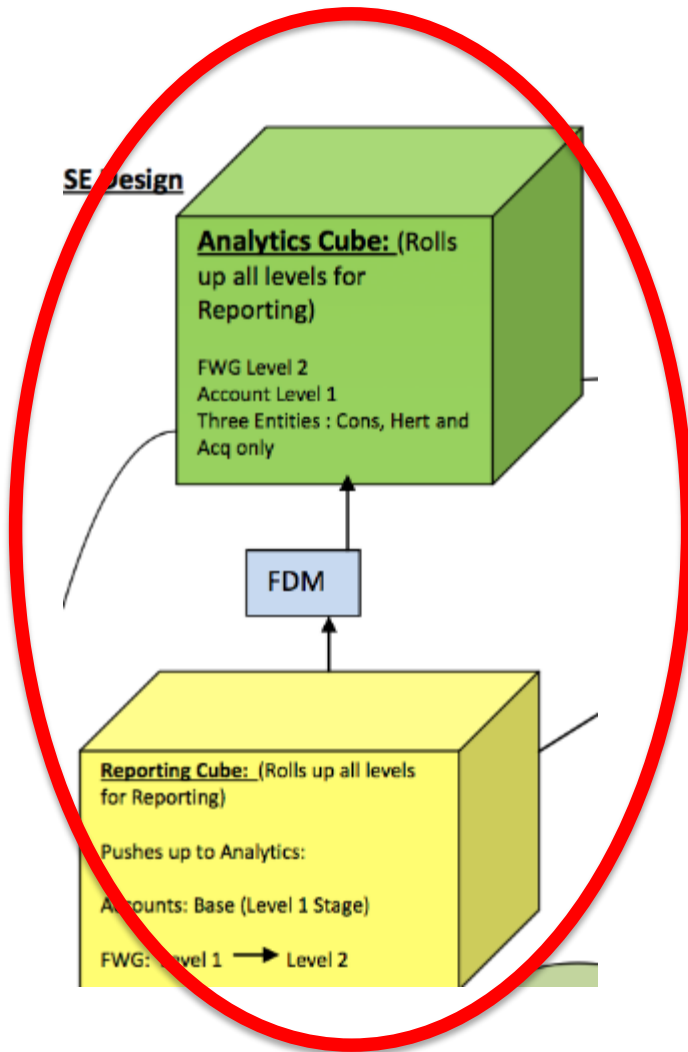 SE Design
Analytics Cube: (Rolls
up all levels for
Reporting)
FWG Level 2
Account Level 1
Three Entities : Cons, Hert and
Acq only
FDM
Reporting Cube: (Rolls up all levels
for Reporting)
Pushes up to Analytics:
Accounts: Base (Level 1 Stage)
FWG: Level 1 → Level 2